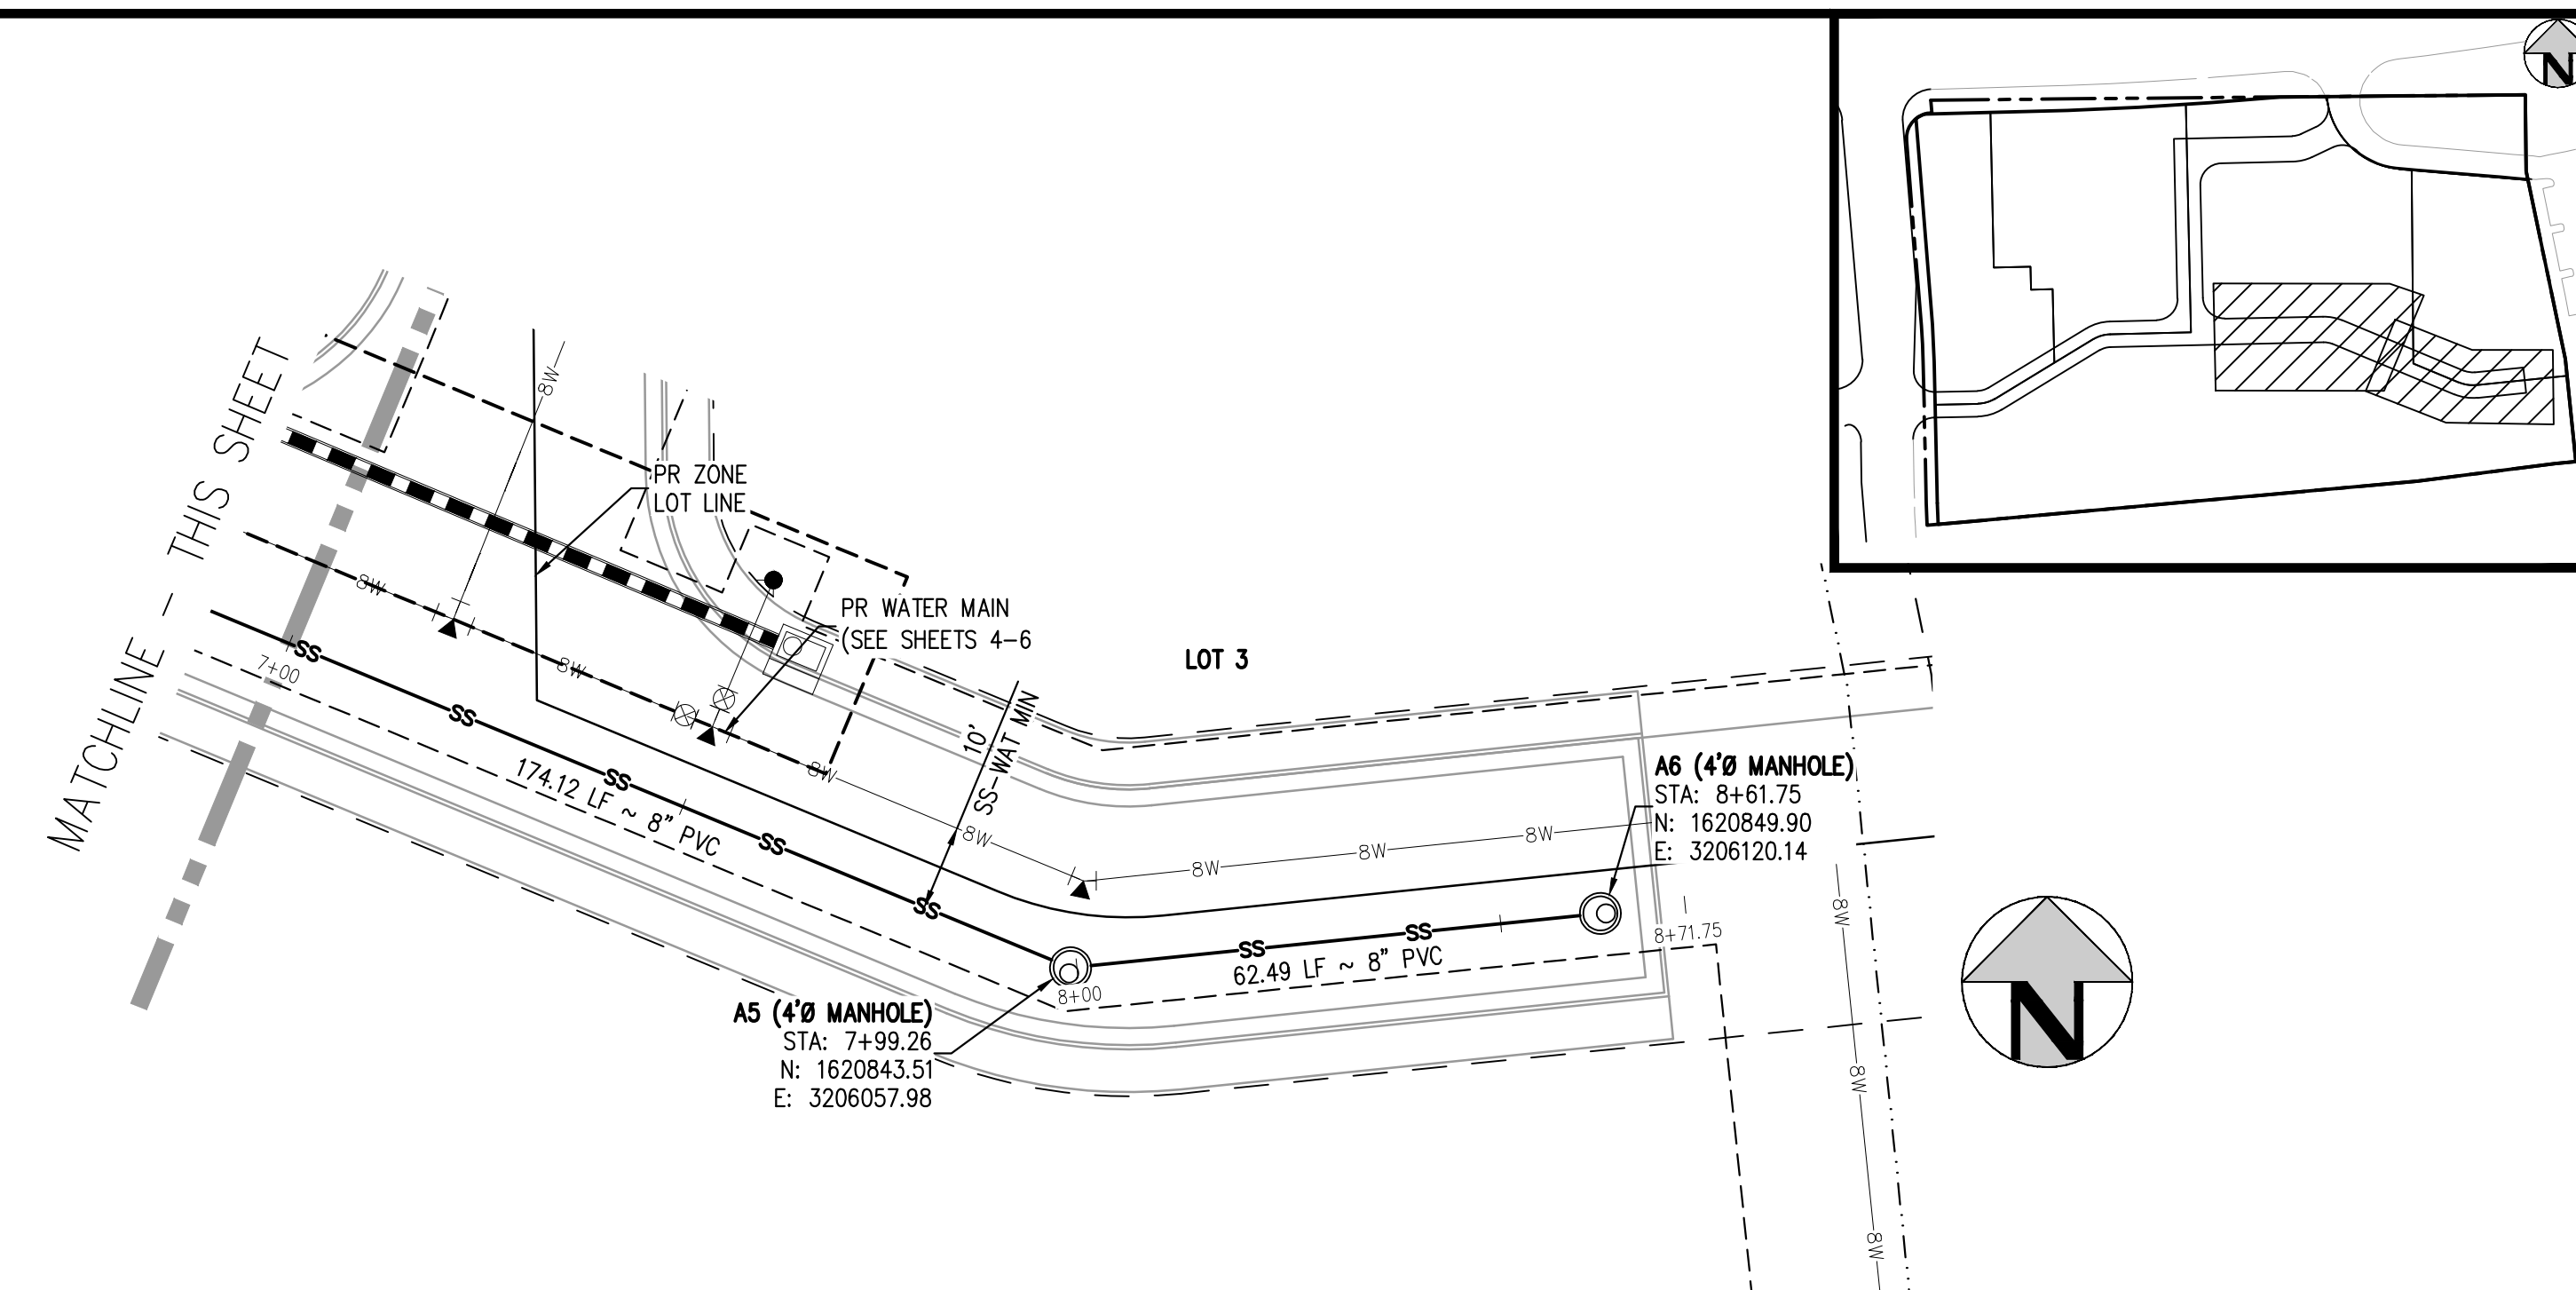 N
MATCHLINE - THIS SHEET
8W
PR ZONE
LOT LINE
8W
PR WATER MAIN
(SEE SHEETS 4-6
LOT 3
7+00
SS
8W
SS
10'
SS-WAT MIN
8W
SS
174.12 LF ~ 8" PVC
SS
8W
8W
8W
8W
SS
A6 (4'Ø MANHOLE)
STA: 8+61.75
N: 1620849.90
E: 3206120.14
8W
SS
SS
62.49 LF ~ 8" PVC
8+71.75
8+00
A5 (4'Ø MANHOLE)
STA: 7+99.26
N: 1620843.51
E: 3206057.98
N
8W
8W